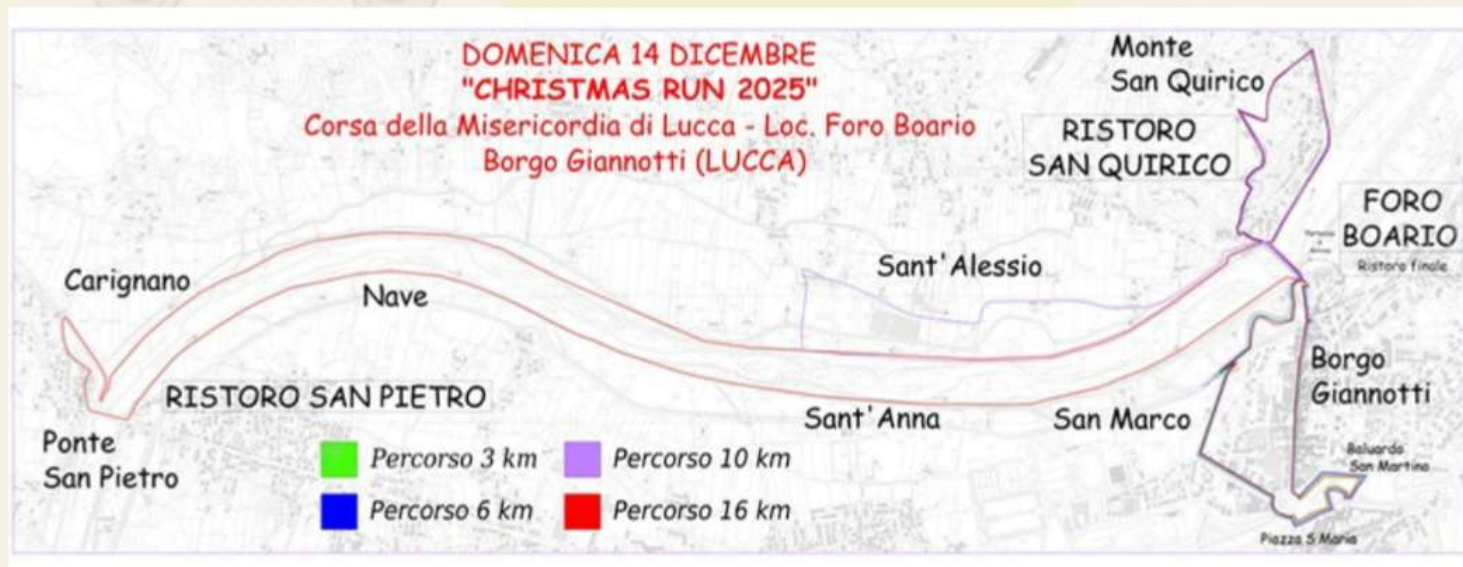 DOMENICA 14 DICEMBRE
"CHRISTMAS RUN 2025"
Corsa della Misericordia di Lucca - Loc. Foro Boario
Borgo Giannotti (LUCCA)
Monte
San Quirico
RISTORO
SAN QUIRICO
FORO
BOARIO
Ristoro finale
Carignano
Nave
Sant'Alessio
RISTORO SAN PIETRO
Sant'Anna
San Marco
Borgo
Giannotti
Ponte
San Pietro
Baluardo
San Martino
Piazza S Maria
Percorso 3 km
Percorso 10 km
Percorso 6 km
Percorso 16 km